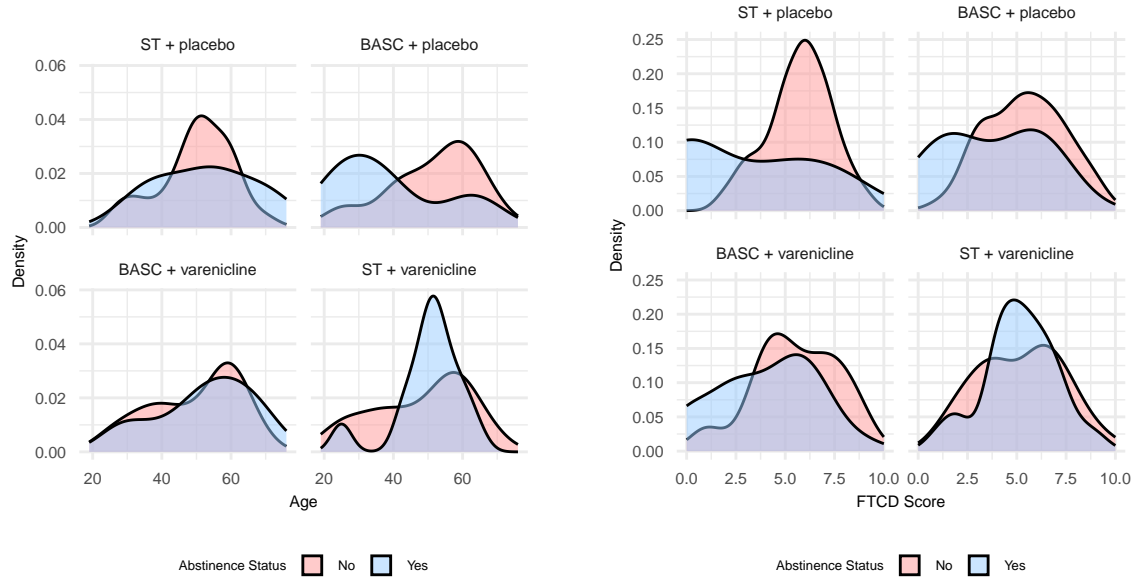 ST + placebo
BASC + placebo
0.06
0.04
0.02
0.00
BASC + varenicline
ST + varenicline
0.06
0.04
0.02
0.00
20
40
60
20
40
60
Density
Age
Abstinence Status
No
Yes
ST + placebo
BASC + placebo
0.25
0.20
0.15
0.10
0.05
0.00
BASC + varenicline
ST + varenicline
0.25
0.20
0.15
0.10
0.05
0.00
0.0
2.5
5.0
7.5
10.0
0.0
2.5
5.0
7.5
10.0
Density
FTCD Score
Abstinence Status
No
Yes